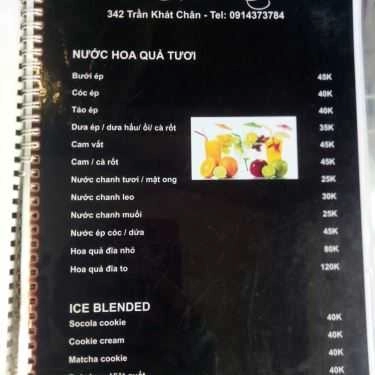 342 Trần Khát Chân - Tel: 0914373784
NƯỚC HOA QUẢ TƯƠI
Bưởi ép 45K
Cóc ép 40K
Táo ép 40K
Dưa ép / dưa hấu/ ổi/ cà rốt 35K
Cam vắt 45K
Cam / cà rốt 45K
Nước chanh tươi / mật ong 25K
Nước chanh leo 30K
Nước chanh muối 25K
Nước ép cóc / dứa 45K
Hoa quả đĩa nhỏ 80K
Hoa quả đĩa to 120K
ICE BLENDED
Socola cookie 40K
Cookie cream 40K
Matcha cookie 40K
40K